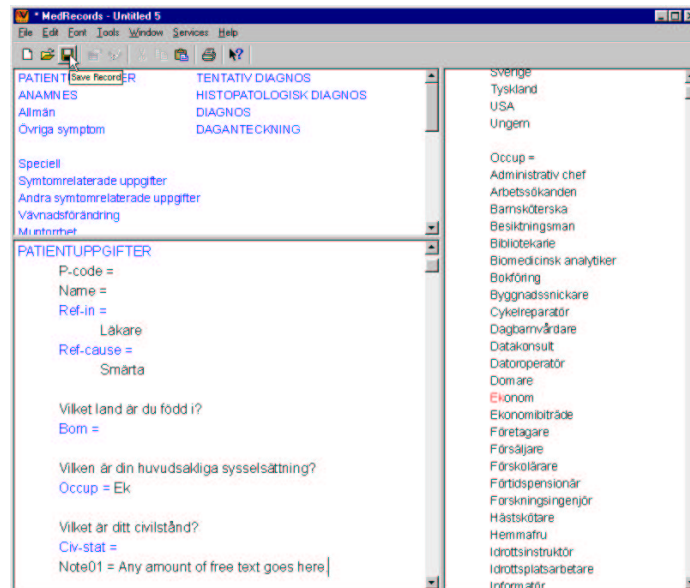 * MedRecords - Untitled 5
File Edit Font Tools Window Services Help
Save Record
PATIENT ER TENTATIV DIAGNOS
ANAMNES HISTOPATOLOGISK DIAGNOS
Allmän DIAGNOS
Övriga symptom DAGANTECKNING
Speciell
Symtomrelaterade uppgifter
Andra symtomrelaterade uppgifter
Vävnadsförändring
Muntorrhet
PATIENTUPPGIFTER
P-code =
Name =
Ref-in =
Läkare
Ref-cause =
Smärta
Vilket land är du född i?
Born =
Vilken är din huvudsakliga sysselsättning?
Occup = Ek
Vilket är ditt civilstånd?
Civ-stat =
Note01 = Any amount of free text goes here
Sverige
Tyskland
USA
Ungern
Occup =
Administrativ chef
Arbetssökanden
Barnsköterska
Besiktningsman
Bibliotekarie
Biomedicinsk analytiker
Bokföring
Byggnadssnickare
Cykelreparatör
Dagbarnvårdare
Datakonsult
Datoroperatör
Domare
Ekonom
Ekonomibiträde
Företagare
Försäljare
Förskolärare
Förtidspensionär
Forskningsingenjör
Hästskötare
Hemmafru
Idrottsinstruktör
Idrottsplatsarbetare
Informatör